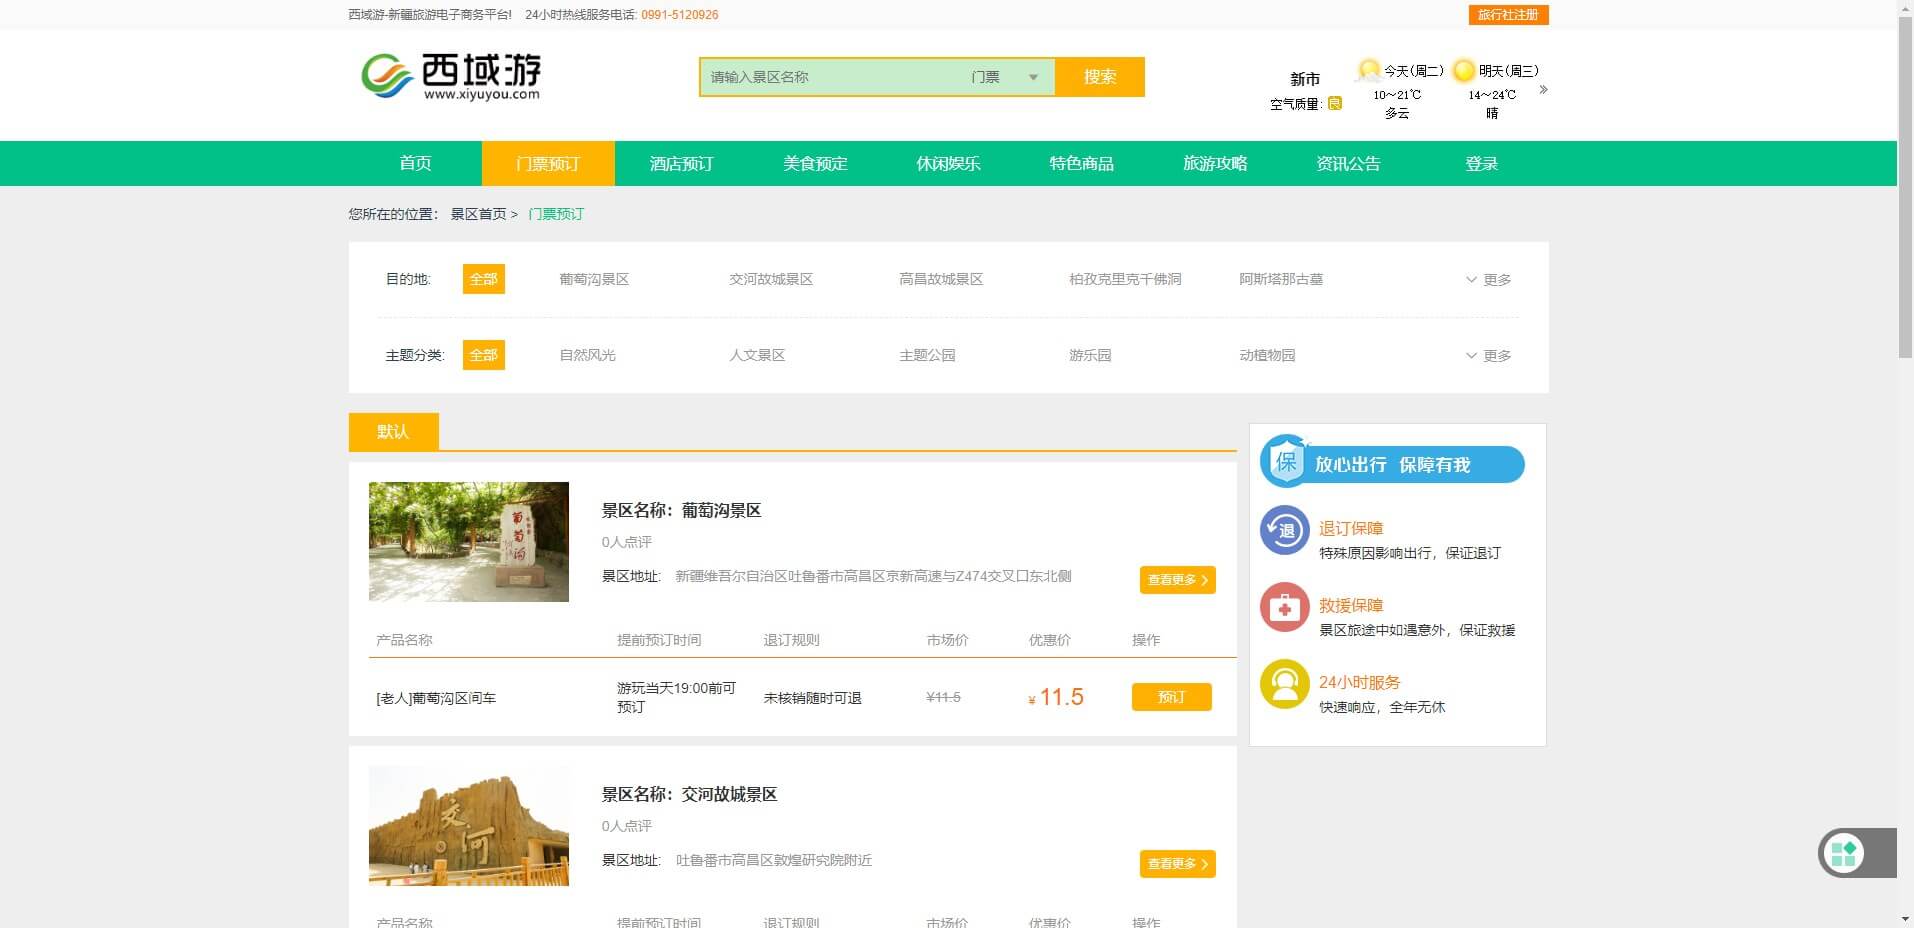 西域游-新疆旅游电子商务平台! 24小时热线服务电话: 0991-5120926
旅行社注册
西域游
www.xiyuyou.com
请输入景区名称 门票 搜索
新市
空气质量: 良
今天(周二) 明天(周三)
10～21℃ 14～24℃
多云 晴
首页 门票预订 酒店预订 美食预定 休闲娱乐 特色商品 旅游攻略 资讯公告 登录
您所在的位置: 景区首页 > 门票预订
目的地: 全部 葡萄沟景区 交河故城景区 高昌故城景区 柏孜克里克千佛洞 阿斯塔那古墓 更多
主题分类: 全部 自然风光 人文景区 主题公园 游乐园 动植物园 更多
默认
葡萄沟
景区名称：葡萄沟景区
0人点评
景区地址: 新疆维吾尔自治区吐鲁番市高昌区京新高速与Z474交叉口东北侧
查看更多
产品名称 提前预订时间 退订规则 市场价 优惠价 操作
[老人]葡萄沟区间车 游玩当天19:00前可预订 未核销随时可退 ¥11.5 ¥11.5 预订
交河
景区名称：交河故城景区
0人点评
景区地址: 吐鲁番市高昌区敦煌研究院附近
查看更多
产品名称 提前预订时间 退订规则 市场价 优惠价 操作
保 放心出行 保障有我
退 退订保障
特殊原因影响出行，保证退订
救援保障
景区旅途中如遇意外，保证救援
24小时服务
快速响应，全年无休